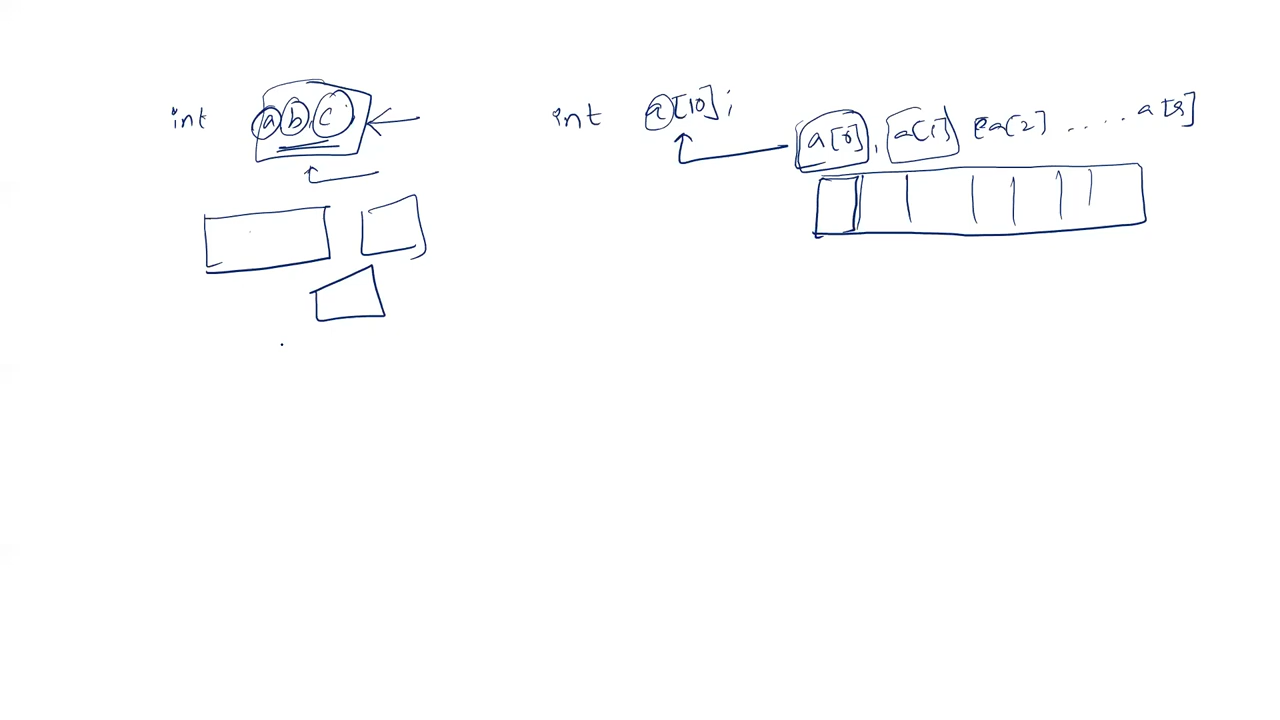 int a b, c
int a[10];
a[0], a[1] a[2] ..... a[9]